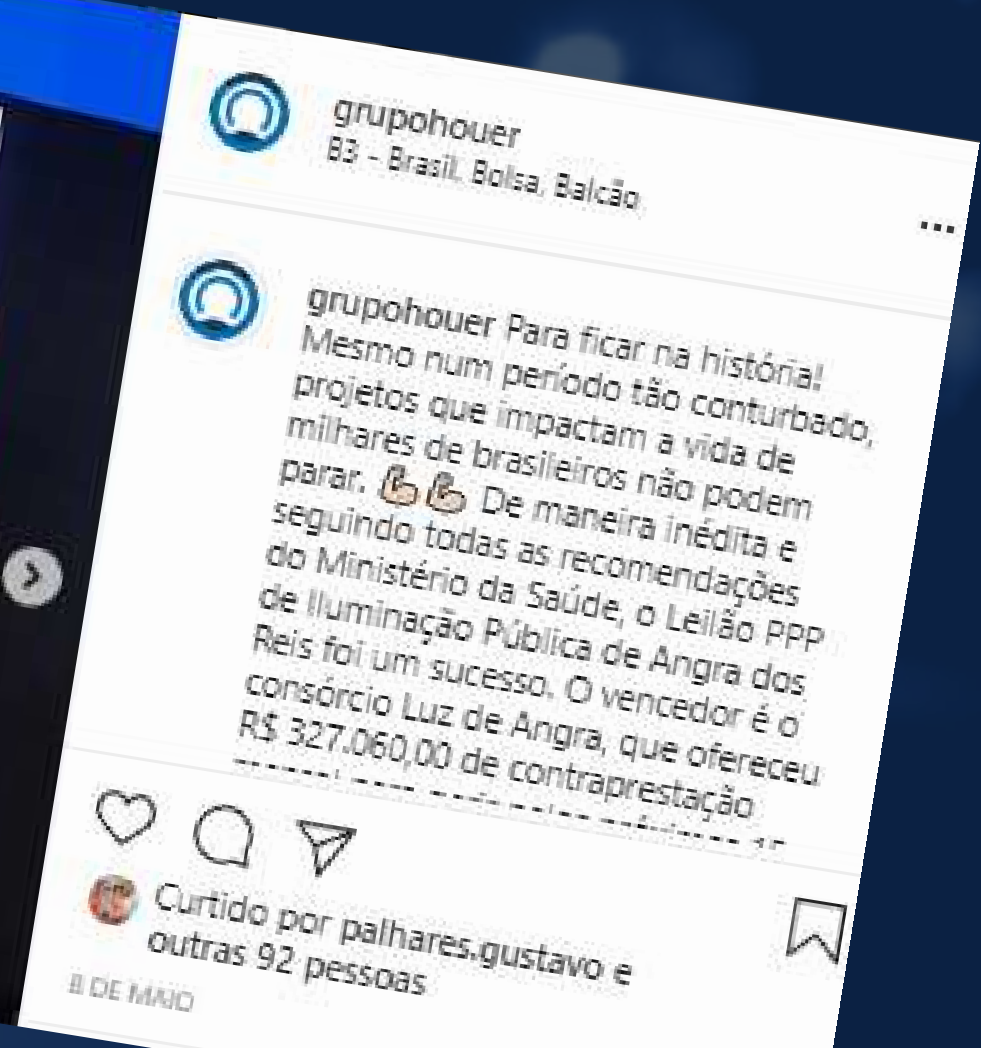 grupohouer
B3 - Brasil, Bolsa, Balcão
grupohouer Para ficar na história!
Mesmo num período tão conturbado,
projetos que impactam a vida de
milhares de brasileiros não podem
parar. 💪🏻💪🏻 De maneira inédita e
seguindo todas as recomendações
do Ministério da Saúde, o Leilão PPP
de Iluminação Pública de Angra dos
Reis foi um sucesso. O vencedor é o
consórcio Luz de Angra, que ofereceu
R$ 327.060,00 de contraprestação
Curtido por palhares.gustavo e
outras 92 pessoas
8 DE MAIO